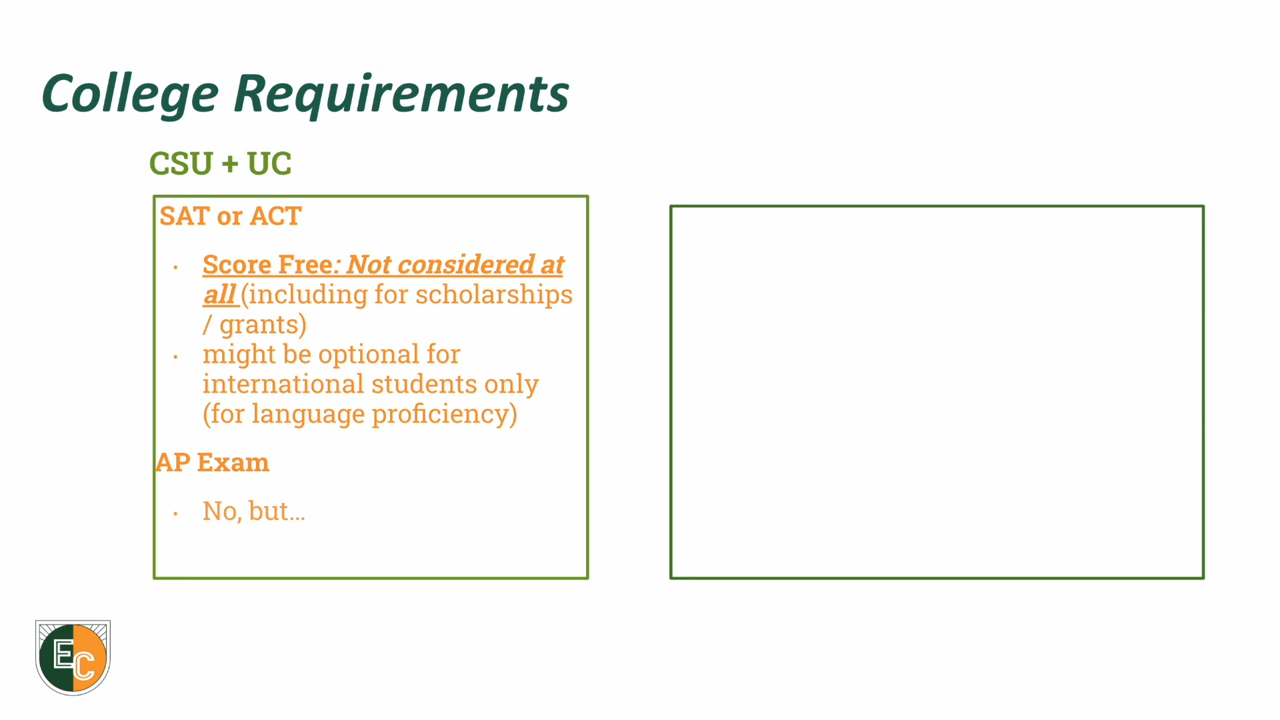 College Requirements
CSU + UC
SAT or ACT
· Score Free: Not considered at
all (including for scholarships
/ grants)
· might be optional for
international students only
(for language proficiency)
AP Exam
· No, but...
EC